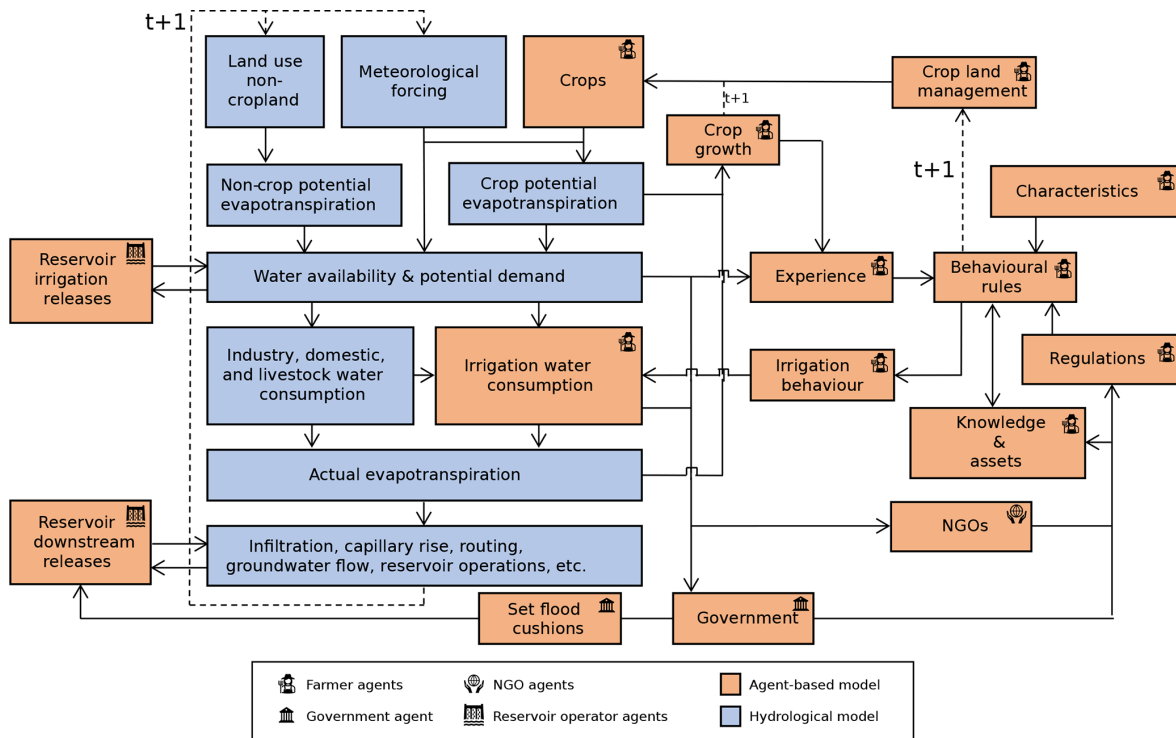 t+1
Land use
non-
cropland
Meteorological
forcing
Crops
Crop land
management
t+1
Crop
growth
t+1
Non-crop potential
evapotranspiration
Crop potential
evapotranspiration
Characteristics
Reservoir
irrigation
releases
Water availability & potential demand
Experience
Behavioural
rules
Industry, domestic,
and livestock water
consumption
Irrigation water
consumption
Irrigation
behaviour
Regulations
Knowledge
&
assets
Actual evapotranspiration
Reservoir
downstream
releases
Infiltration, capillary rise, routing,
groundwater flow, reservoir operations, etc.
NGOs
Set flood
cushions
Government
Farmer agents
NGO agents
Agent-based model
Government agent
Reservoir operator agents
Hydrological model